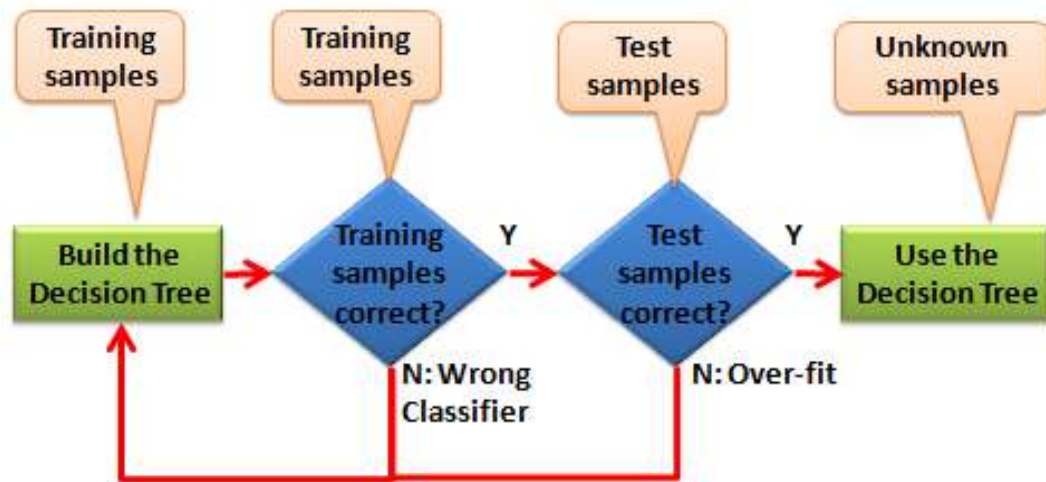 Training
samples
Training
samples
Test
samples
Unknown
samples
Build the
Decision Tree
Training
samples
correct?
Y
Test
samples
correct?
Y
Use the
Decision Tree
N: Wrong
Classifier
N: Over-fit